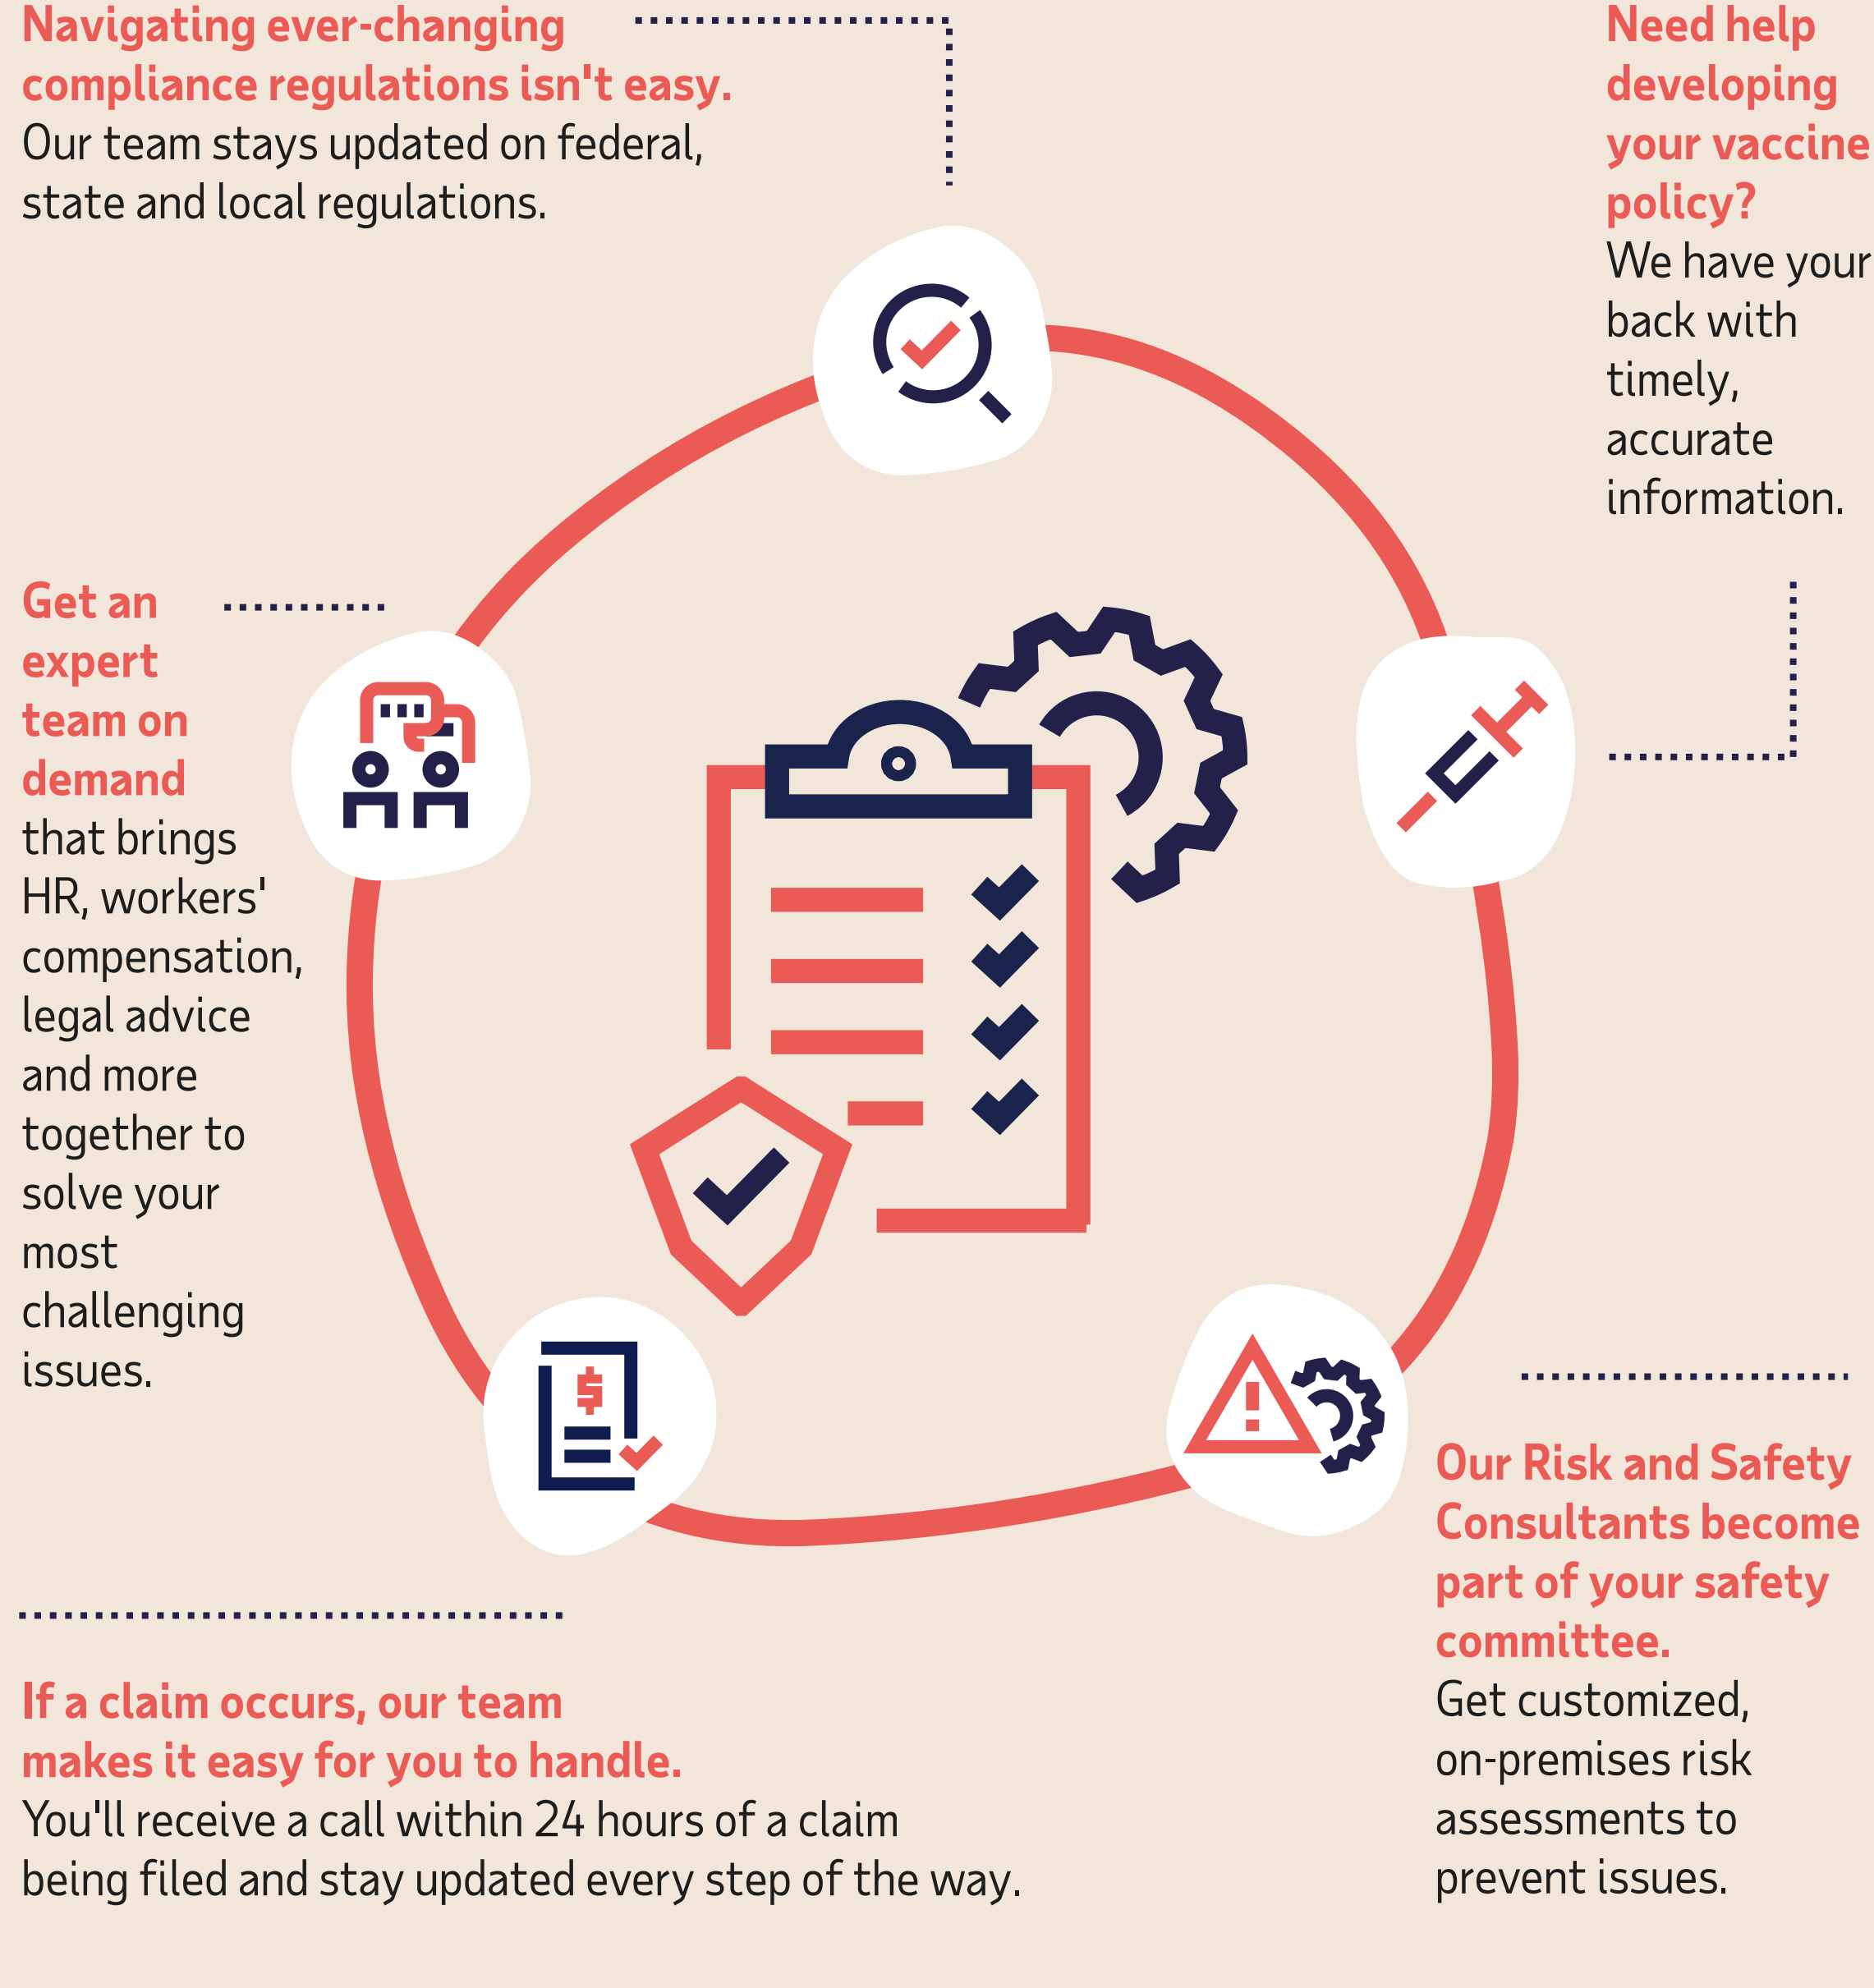 Navigating ever-changing
compliance regulations isn't easy.
Our team stays updated on federal,
state and local regulations.
Need help
developing
your vaccine
policy?
We have your
back with
timely,
accurate
information.
Get an
expert
team on
demand
that brings
HR, workers'
compensation,
legal advice
and more
together to
solve your
most
challenging
issues.
Our Risk and Safety
Consultants become
part of your safety
committee.
Get customized,
on-premises risk
assessments to
prevent issues.
If a claim occurs, our team
makes it easy for you to handle.
You'll receive a call within 24 hours of a claim
being filed and stay updated every step of the way.